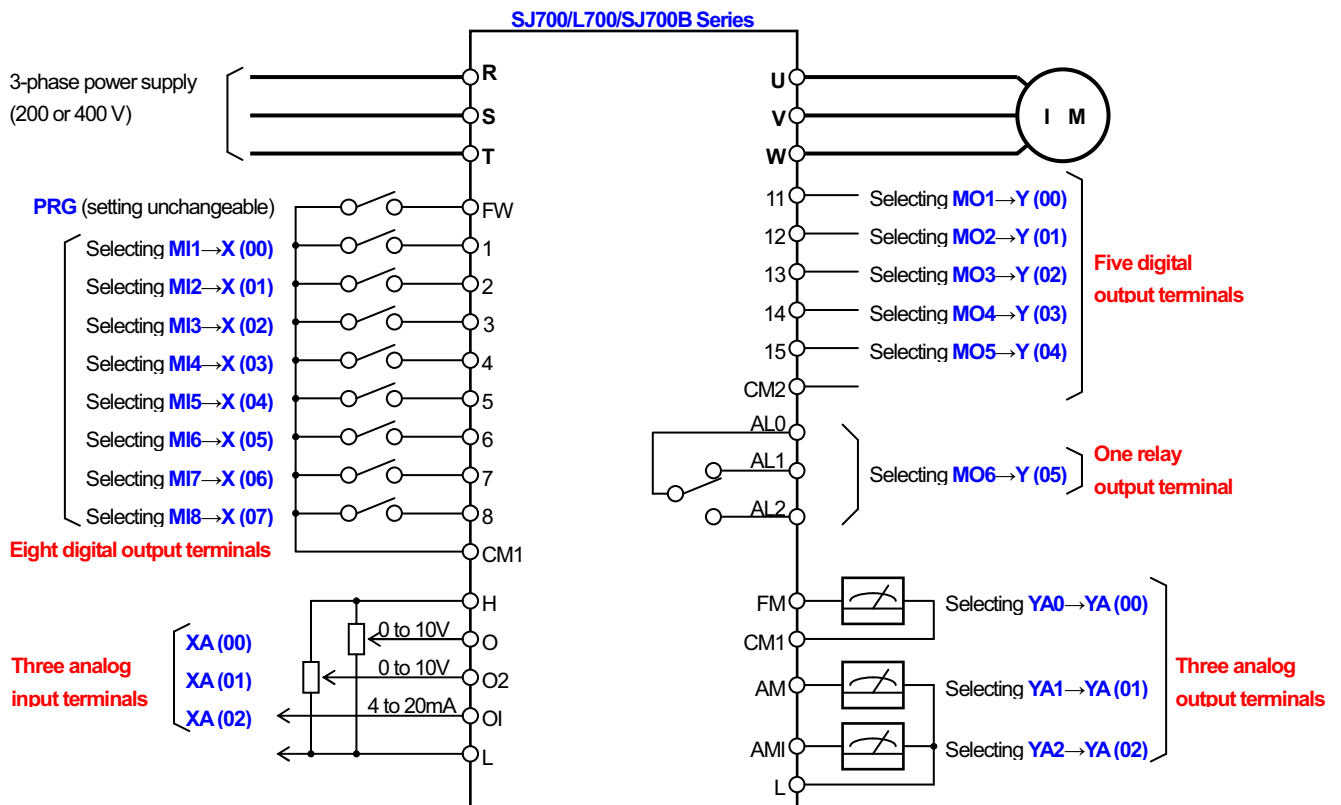 SJ700/L700/SJ700B Series
3-phase power supply
(200 or 400 V)
R
S
T
U
V
W
I M
PRG (setting unchangeable)
FW
Selecting MI1→X (00)
1
Selecting MI2→X (01)
2
Selecting MI3→X (02)
3
Selecting MI4→X (03)
4
Selecting MI5→X (04)
5
Selecting MI6→X (05)
6
Selecting MI7→X (06)
7
Selecting MI8→X (07)
8
Eight digital output terminals
CM1
11
Selecting MO1→Y (00)
12
Selecting MO2→Y (01)
13
Selecting MO3→Y (02)
14
Selecting MO4→Y (03)
15
Selecting MO5→Y (04)
CM2
Five digital
output terminals
AL0
AL1
AL2
Selecting MO6→Y (05)
One relay
output terminal
H
0 to 10V
O
0 to 10V
O2
4 to 20mA
OI
L
XA (00)
XA (01)
XA (02)
Three analog
input terminals
FM
Selecting YA0→YA (00)
CM1
AM
Selecting YA1→YA (01)
AMI
Selecting YA2→YA (02)
L
Three analog
output terminals